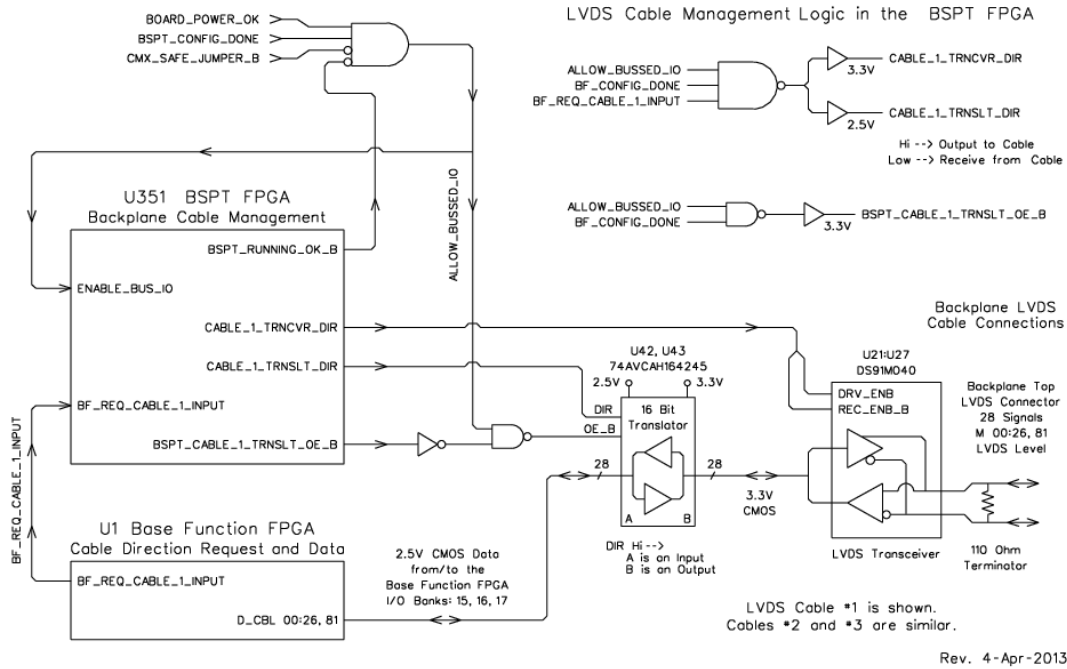 LVDS Cable Management Logic in the BSPT FPGA
BOARD_POWER_OK
BSPT_CONFIG_DONE
CMX_SAFE_JUMPER_B
ALLOW_BUSSED_IO
BF_CONFIG_DONE
BF_REQ_CABLE_1_INPUT
3.3V
CABLE_1_TRNCVR_DIR
2.5V
CABLE_1_TRNSLT_DIR
Hi --> Output to Cable
Low --> Receive from Cable
ALLOW_BUSSED_IO
BF_CONFIG_DONE
3.3V
BSPT_CABLE_1_TRNSLT_OE_B
ALLOW_BUSSED_IO
U351 BSPT FPGA
Backplane Cable Management
BSPT_RUNNING_OK_B
ENABLE_BUS_IO
CABLE_1_TRNCVR_DIR
CABLE_1_TRNSLT_DIR
BF_REQ_CABLE_1_INPUT
BSPT_CABLE_1_TRNSLT_OE_B
BF_REQ_CABLE_1_INPUT
U1 Base Function FPGA
Cable Direction Request and Data
BF_REQ_CABLE_1_INPUT
D_CBL 00:26, 81
2.5V CMOS Data
from/to the
Base Function FPGA
I/O Banks: 15, 16, 17
U42, U43
74AVCAH164245
2.5V
3.3V
DIR
OE_B
16 Bit
Translator
28
28
A
B
DIR Hi-->
A is an Input
B is an Output
3.3V
CMOS
Backplane LVDS
Cable Connections
U21:U27
DS91M040
DRV_ENB
REC_ENB_B
LVDS Transceiver
Backplane Top
LVDS Connector
28 Signals
M 00:26, 81
LVDS Level
110 Ohm
Terminator
LVDS Cable #1 is shown.
Cables #2 and #3 are similar.
Rev. 4-Apr-2013